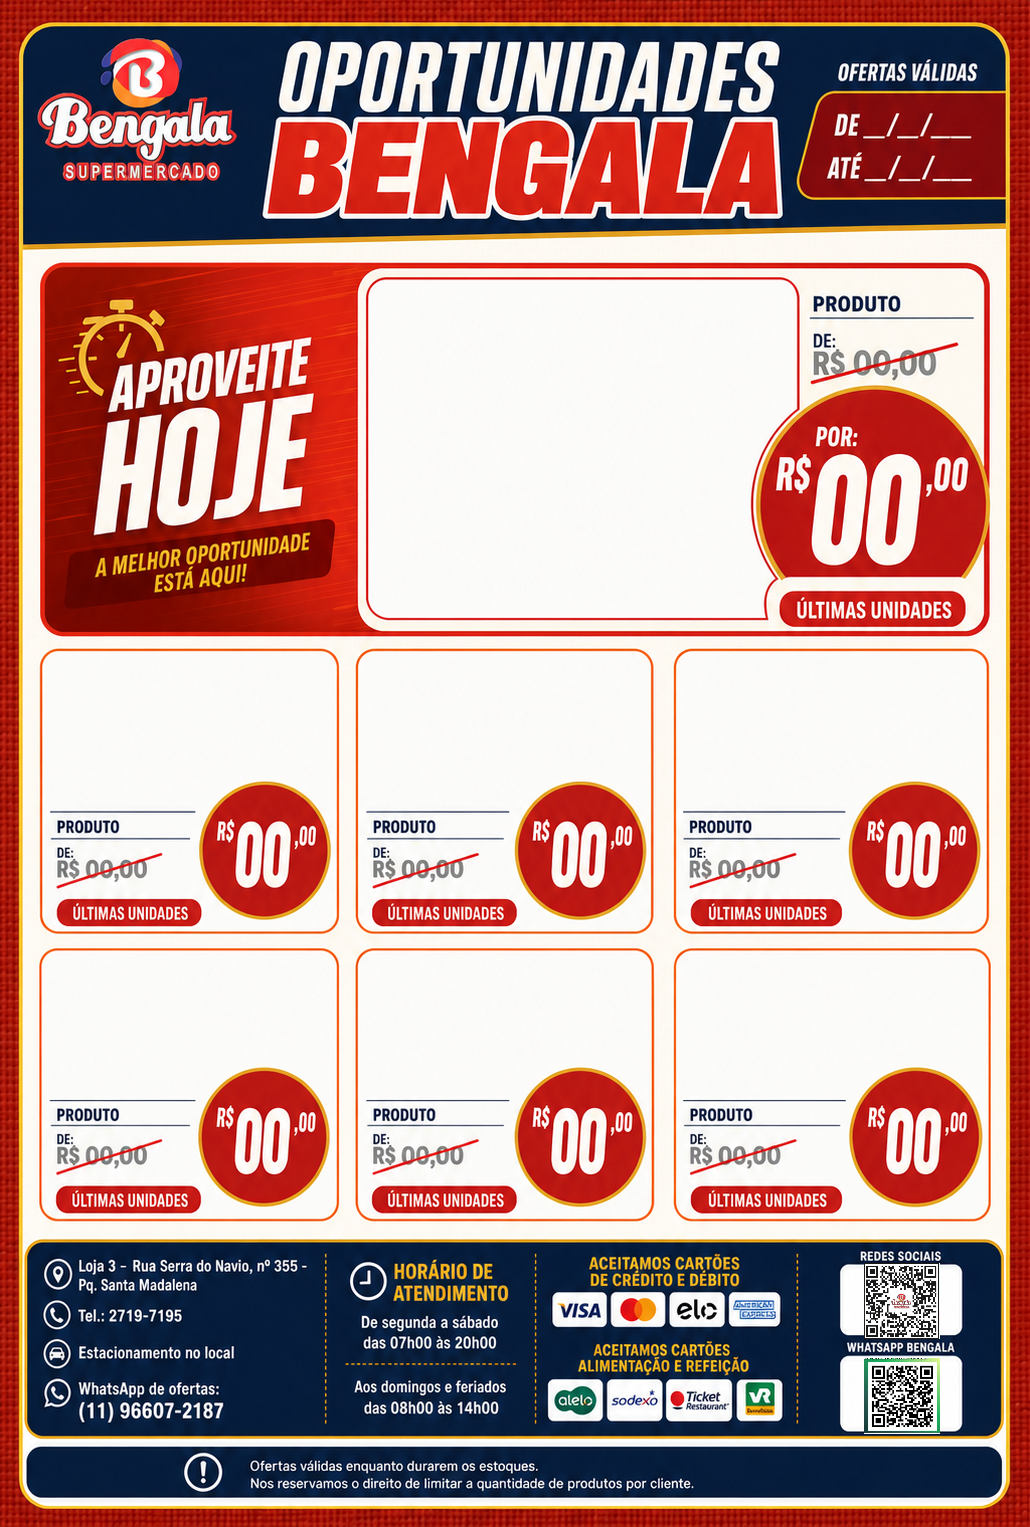 Bengala
SUPERMERCADO
OPORTUNIDADES
BENGALA
OFERTAS VÁLIDAS
DE __/__/___
ATÉ __/__/___
APROVEITE
HOJE
A MELHOR OPORTUNIDADE
ESTÁ AQUI!
PRODUTO
DE:
R$ 00,00
POR:
R$ 00,00
ÚLTIMAS UNIDADES
PRODUTO
DE:
R$ 00,00
R$ 00,00
ÚLTIMAS UNIDADES
PRODUTO
DE:
R$ 00,00
R$ 00,00
ÚLTIMAS UNIDADES
PRODUTO
DE:
R$ 00,00
R$ 00,00
ÚLTIMAS UNIDADES
PRODUTO
DE:
R$ 00,00
R$ 00,00
ÚLTIMAS UNIDADES
PRODUTO
DE:
R$ 00,00
R$ 00,00
ÚLTIMAS UNIDADES
PRODUTO
DE:
R$ 00,00
R$ 00,00
ÚLTIMAS UNIDADES
Loja 3 - Rua Serra do Navio, nº 355 -
Pq. Santa Madalena
Tel.: 2719-7195
Estacionamento no local
WhatsApp de ofertas:
(11) 96607-2187
HORÁRIO DE
ATENDIMENTO
De segunda a sábado
das 07h00 às 20h00
Aos domingos e feriados
das 08h00 às 14h00
ACEITAMOS CARTÕES
DE CRÉDITO E DÉBITO
VISA
elo
AMERICAN
EXPRESS
ACEITAMOS CARTÕES
ALIMENTAÇÃO E REFEIÇÃO
alelo
sodexo
Ticket
Restaurant
VR
REDES SOCIAIS
WHATSAPP BENGALA
Ofertas válidas enquanto durarem os estoques.
Nos reservamos o direito de limitar a quantidade de produtos por cliente.